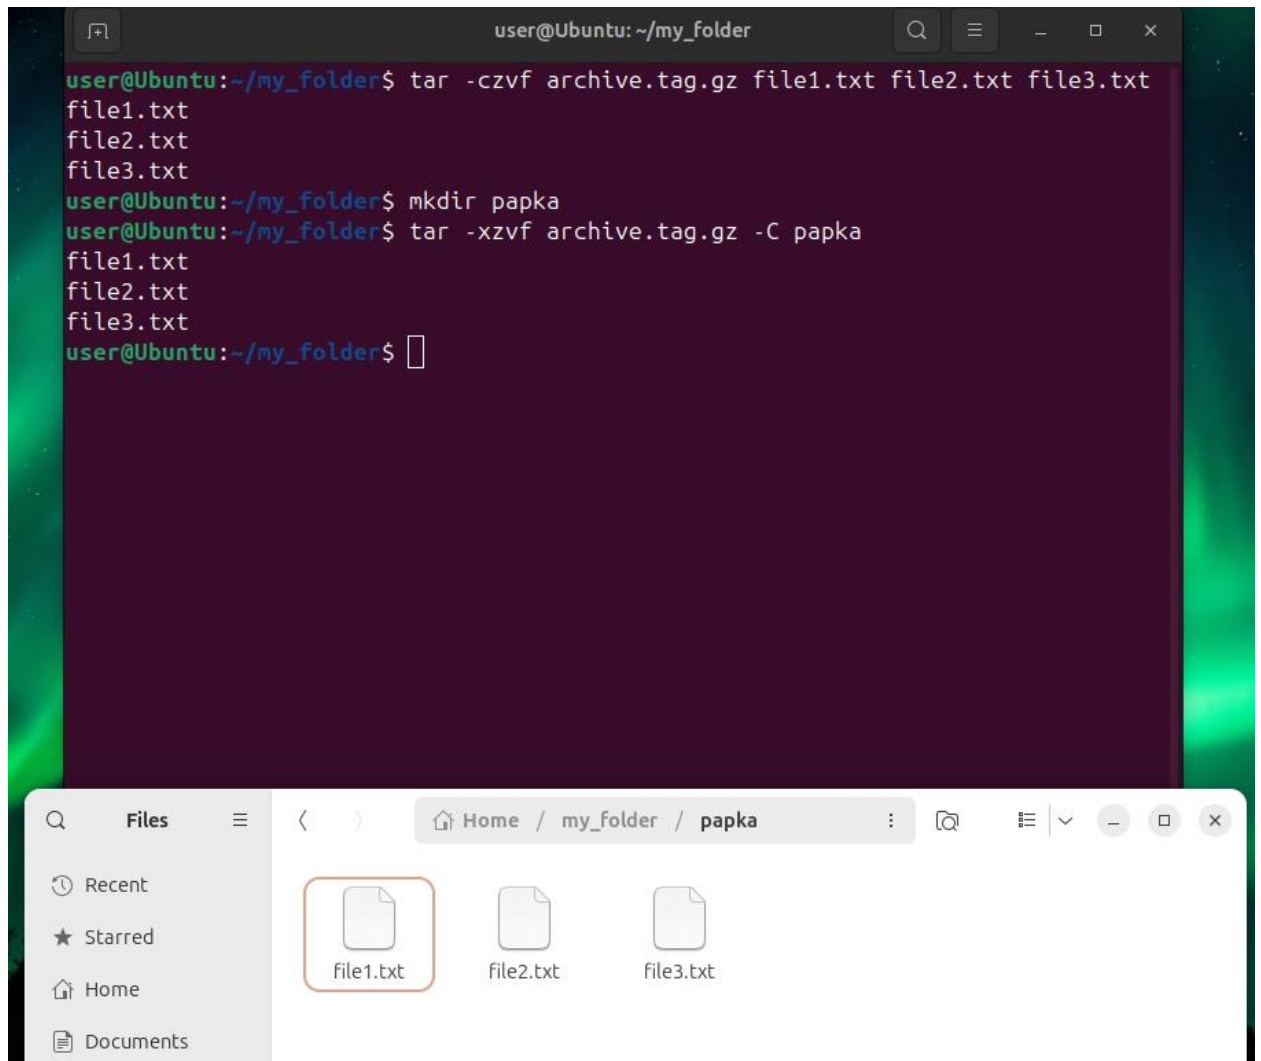 user@Ubuntu: ~/my_folder
user@Ubuntu:~/my_folder$ tar -czvf archive.tag.gz file1.txt file2.txt file3.txt
file1.txt
file2.txt
file3.txt
user@Ubuntu:~/my_folder$ mkdir papka
user@Ubuntu:~/my_folder$ tar -xzvf archive.tag.gz -C papka
file1.txt
file2.txt
file3.txt
user@Ubuntu:~/my_folder$
Files
Home / my_folder / papka
Recent
Starred
Home
Documents
file1.txt
file2.txt
file3.txt